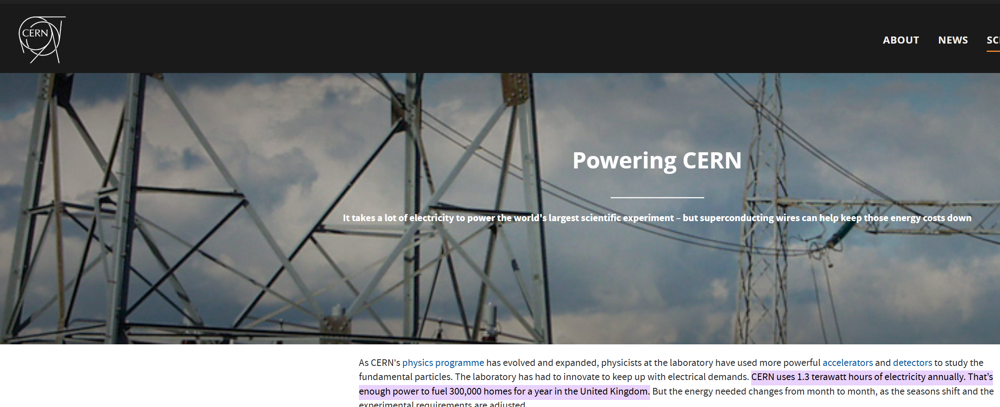 CERN
ABOUT NEWS
Powering CERN
It takes a lot of electricity to power the world's largest scientific experiment – but superconducting wires can help keep those energy costs down
As CERN's physics programme has evolved and expanded, physicists at the laboratory have used more powerful accelerators and detectors to study the
fundamental particles. The laboratory has had to innovate to keep up with electrical demands. CERN uses 1.3 terawatt hours of electricity annually. That’s
enough power to fuel 300,000 homes for a year in the United Kingdom. But the energy needed changes from month to month, as the seasons shift and the
experimental requirements are adjusted.